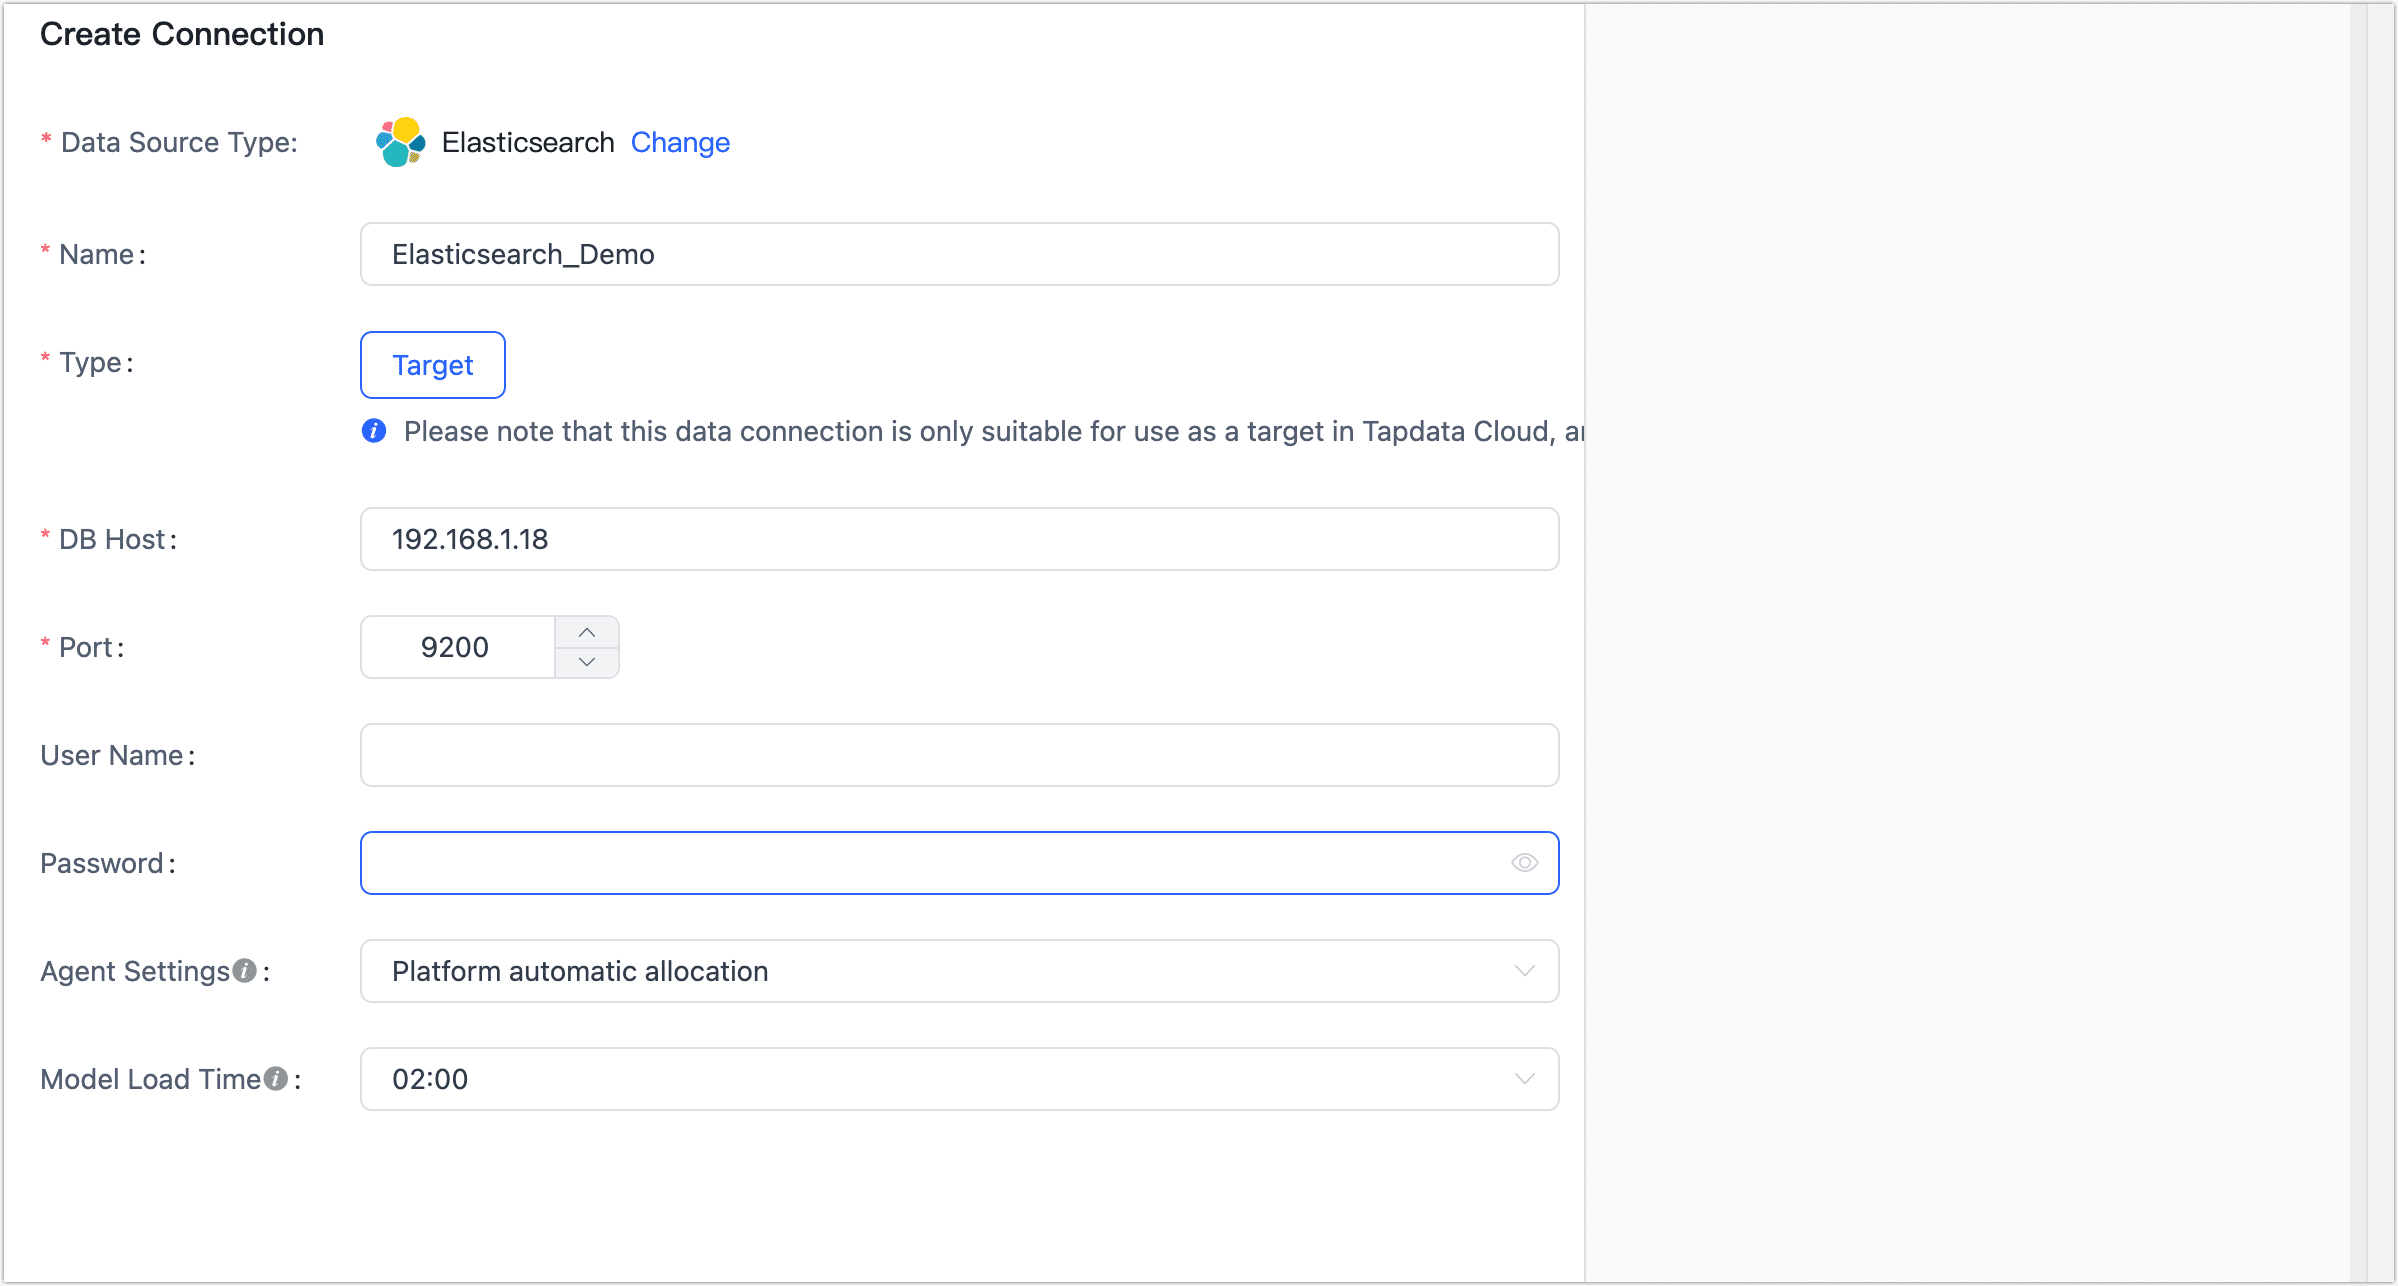 Create Connection
* Data Source Type: Elasticsearch Change
* Name: Elasticsearch_Demo
* Type: Target
Please note that this data connection is only suitable for use as a target in Tapdata Cloud,
* DB Host: 192.168.1.18
* Port: 9200
User Name:
Password:
Agent Settings: Platform automatic allocation
Model Load Time: 02:00